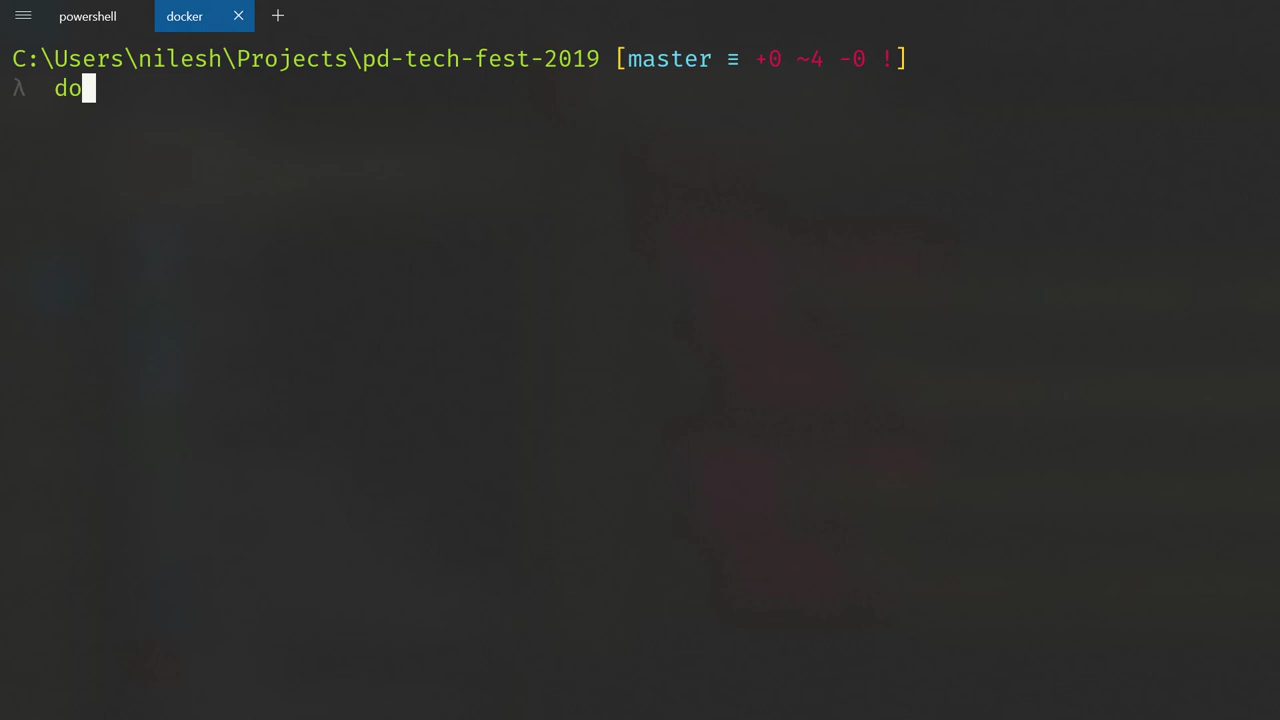 powershell docker
C:\Users\nilesh\Projects\pd-tech-fest-2019 [master ≡ +0 ~4 -0 !]
λ do